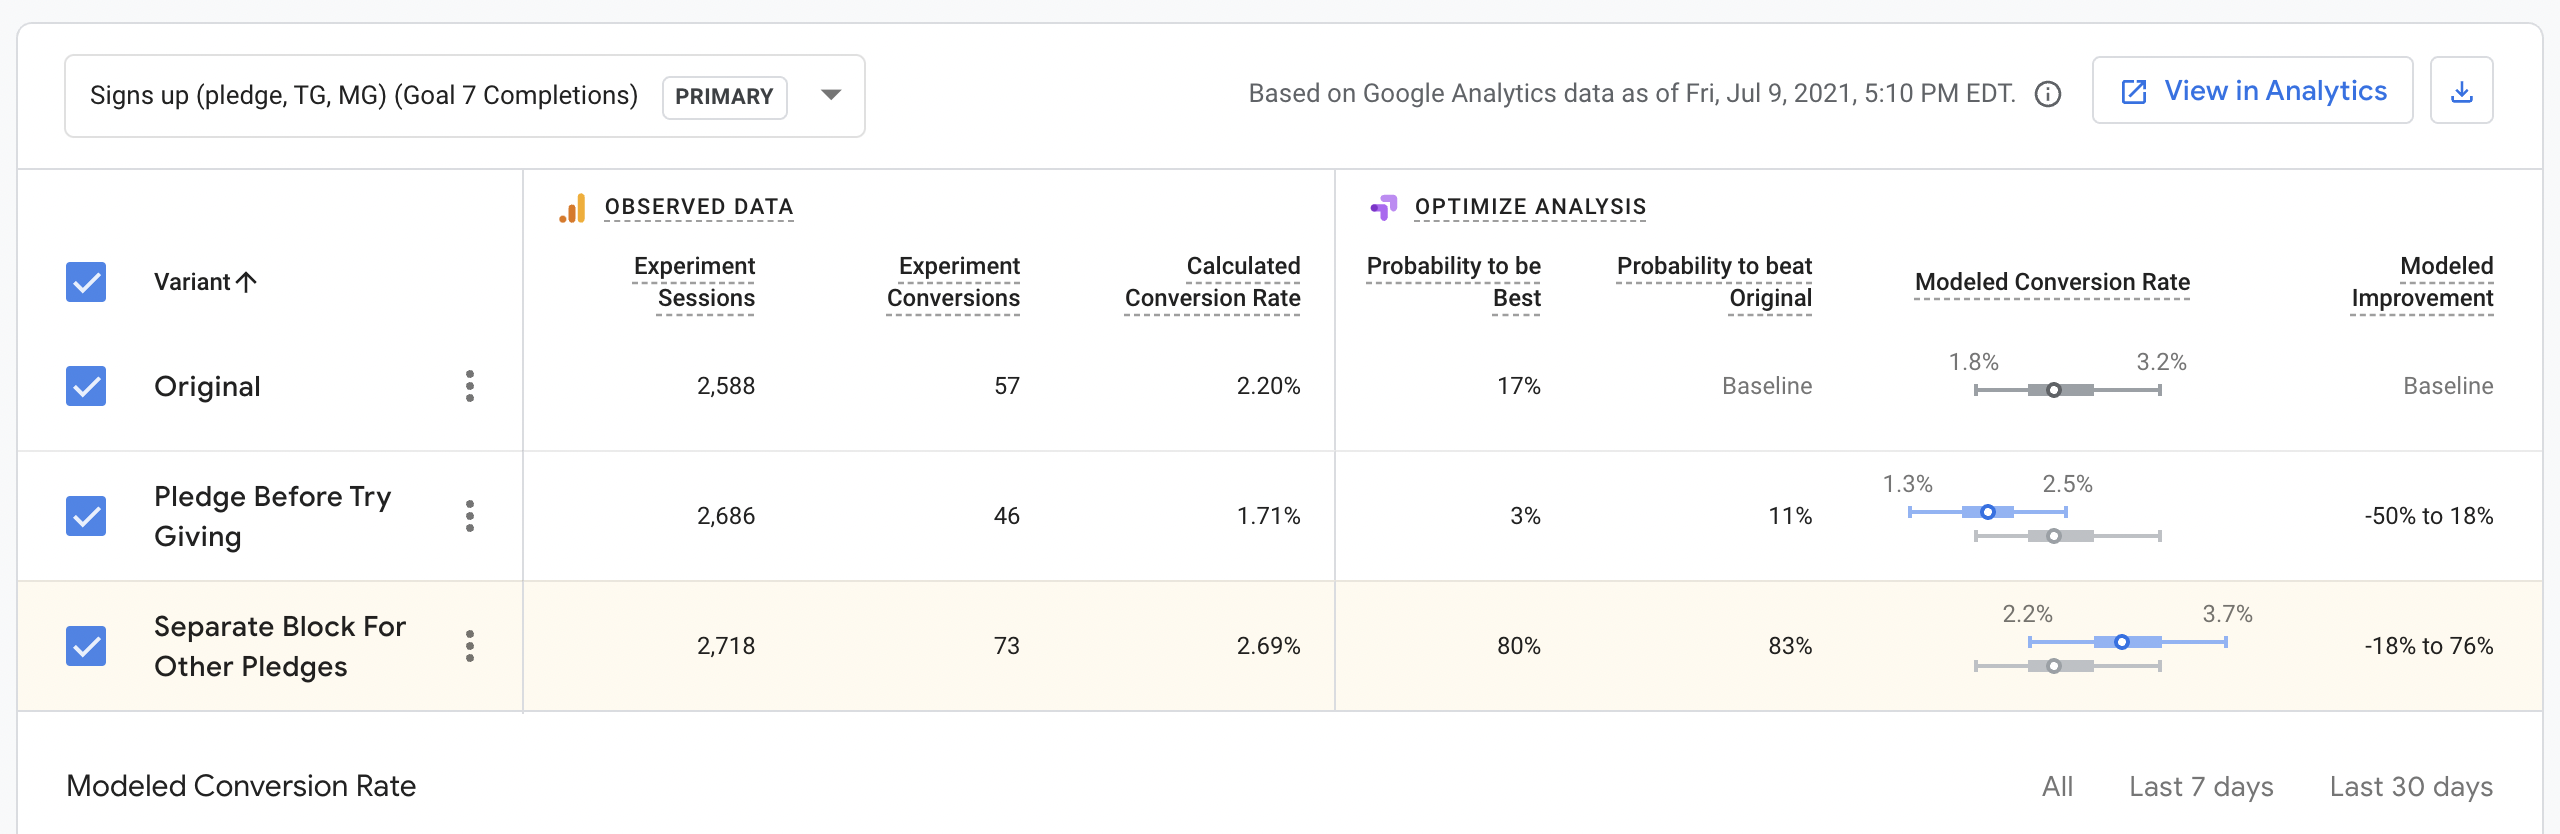 Signs up (pledge, TG, MG) (Goal 7 Completions) PRIMARY
Based on Google Analytics data as of Fri, Jul 9, 2021, 5:10 PM EDT. View in Analytics
OBSERVED DATA
OPTIMIZE ANALYSIS
Variant
Experiment Sessions
Experiment Conversions
Calculated Conversion Rate
Probability to be Best
Probability to beat Original
Modeled Conversion Rate
Modeled Improvement
Original 2,588 57 2.20% 17% Baseline 1.8% 3.2% Baseline
Pledge Before Try Giving 2,686 46 1.71% 3% 11% 1.3% 2.5% -50% to 18%
Separate Block For Other Pledges 2,718 73 2.69% 80% 83% 2.2% 3.7% -18% to 76%
Modeled Conversion Rate All Last 7 days Last 30 days